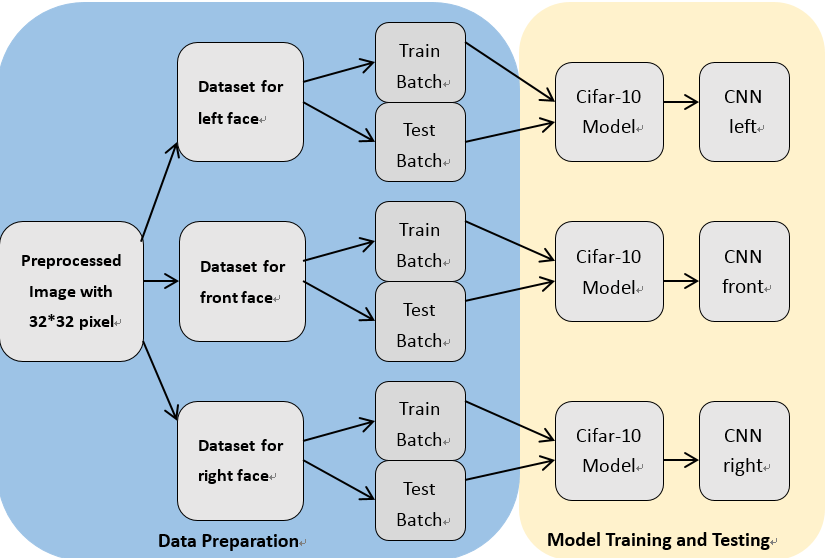 Train
Batch
Dataset for
left face
Test
Batch
Cifar-10
Model
CNN
left
Preprocessed
Image with
32*32 pixel
Dataset for
front face
Train
Batch
Test
Batch
Cifar-10
Model
CNN
front
Dataset for
right face
Train
Batch
Test
Batch
Cifar-10
Model
CNN
right
Data Preparation
Model Training and Testing